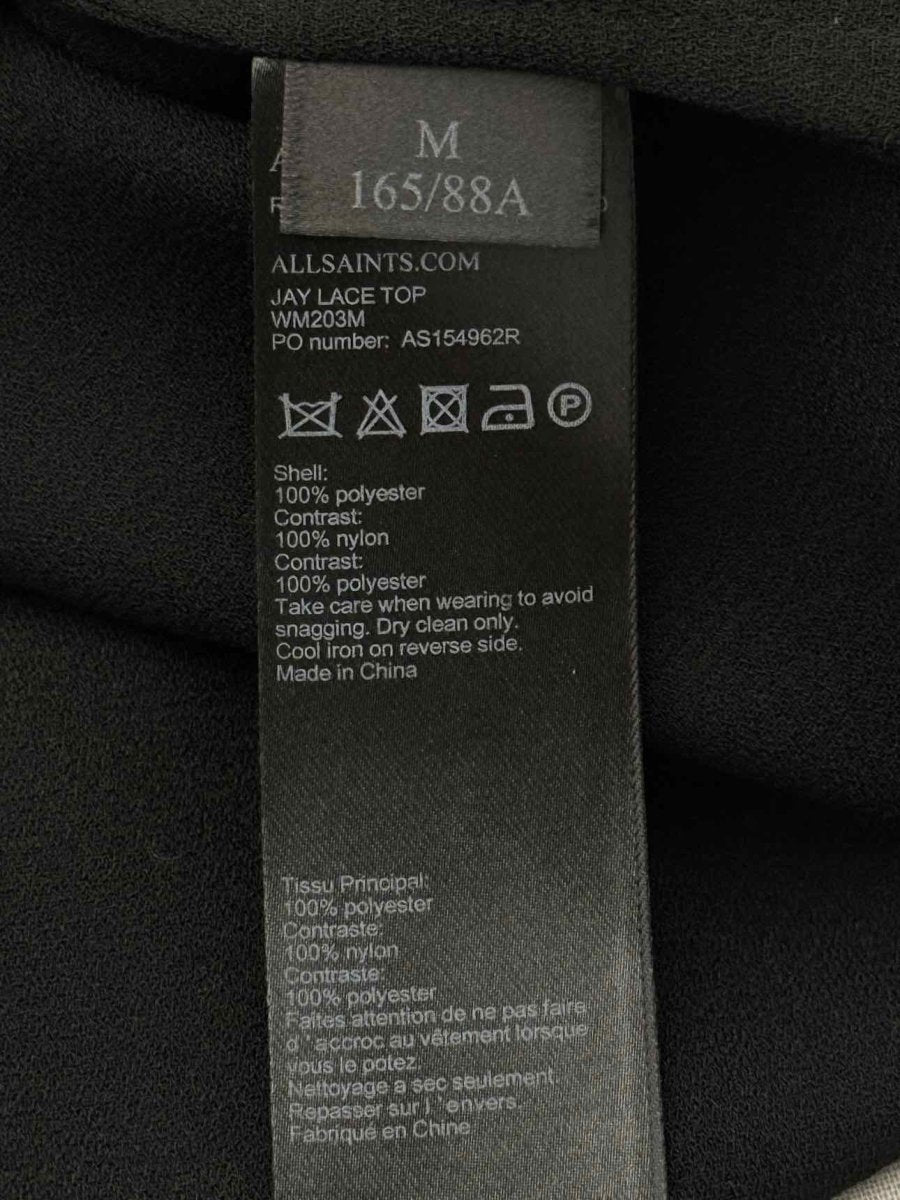 M
165/88A
ALLSAINTS.COM
JAY LACE TOP
WM203M
PO number: AS154962R
P
Shell:
100% polyester
Contrast:
100% nylon
Contrast:
100% polyester
Take care when wearing to avoid
snagging. Dry clean only.
Cool iron on reverse side.
Made in China
Tissu Principal:
100% polyester
Contraste:
100% nylon
Contraste:
100% polyester
Faites attention de ne pas faire
d 'accroc au vêtement lorsque
vous le potez.
Nettoyage a sec seulement.
Repasser sur l 'envers.
Fabriqué en Chine